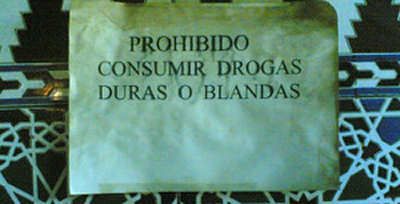 PROHIBIDO
CONSUMIR DROGAS
DURAS O BLANDAS